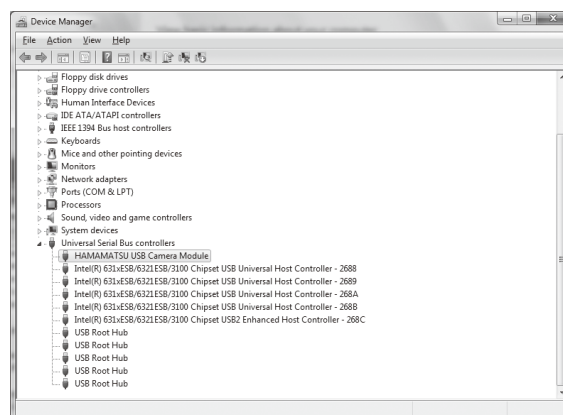 Device Manager
File Action View Help
Floppy disk drives
Floppy drive controllers
Human Interface Devices
IDE ATA/ATAPI controllers
IEEE 1394 Bus host controllers
Keyboards
Mice and other pointing devices
Monitors
Network adapters
Ports (COM & LPT)
Processors
Sound, video and game controllers
System devices
Universal Serial Bus controllers
HAMAMATSU USB Camera Module
Intel(R) 631xESB/6321ESB/3100 Chipset USB Universal Host Controller - 2688
Intel(R) 631xESB/6321ESB/3100 Chipset USB Universal Host Controller - 2689
Intel(R) 631xESB/6321ESB/3100 Chipset USB Universal Host Controller - 268A
Intel(R) 631xESB/6321ESB/3100 Chipset USB Universal Host Controller - 268B
Intel(R) 631xESB/6321ESB/3100 Chipset USB2 Enhanced Host Controller - 268C
USB Root Hub
USB Root Hub
USB Root Hub
USB Root Hub
USB Root Hub